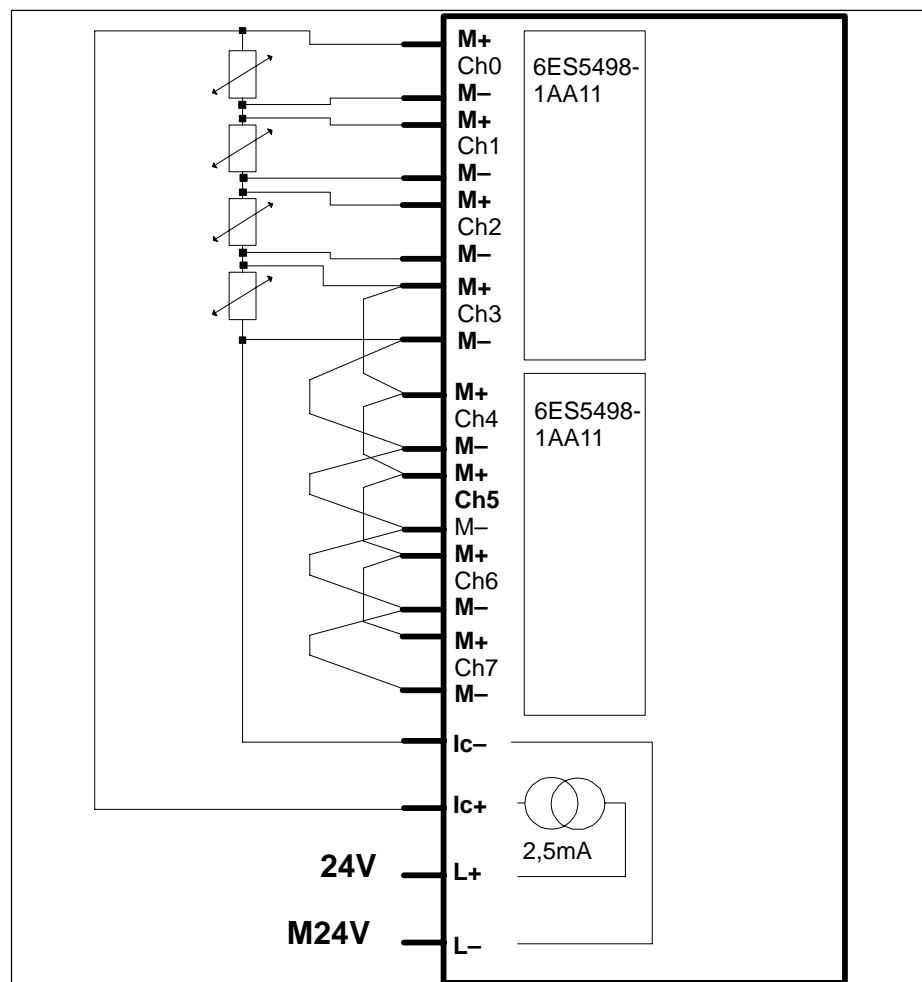 M+
Ch0
M–
M+
Ch1
M–
M+
Ch2
M–
M+
Ch3
M–
6ES5498-
1AA11
M+
Ch4
M–
M+
Ch5
M–
M+
Ch6
M–
M+
Ch7
M–
6ES5498-
1AA11
Ic–
Ic+
2,5mA
24V
L+
M24V
L–